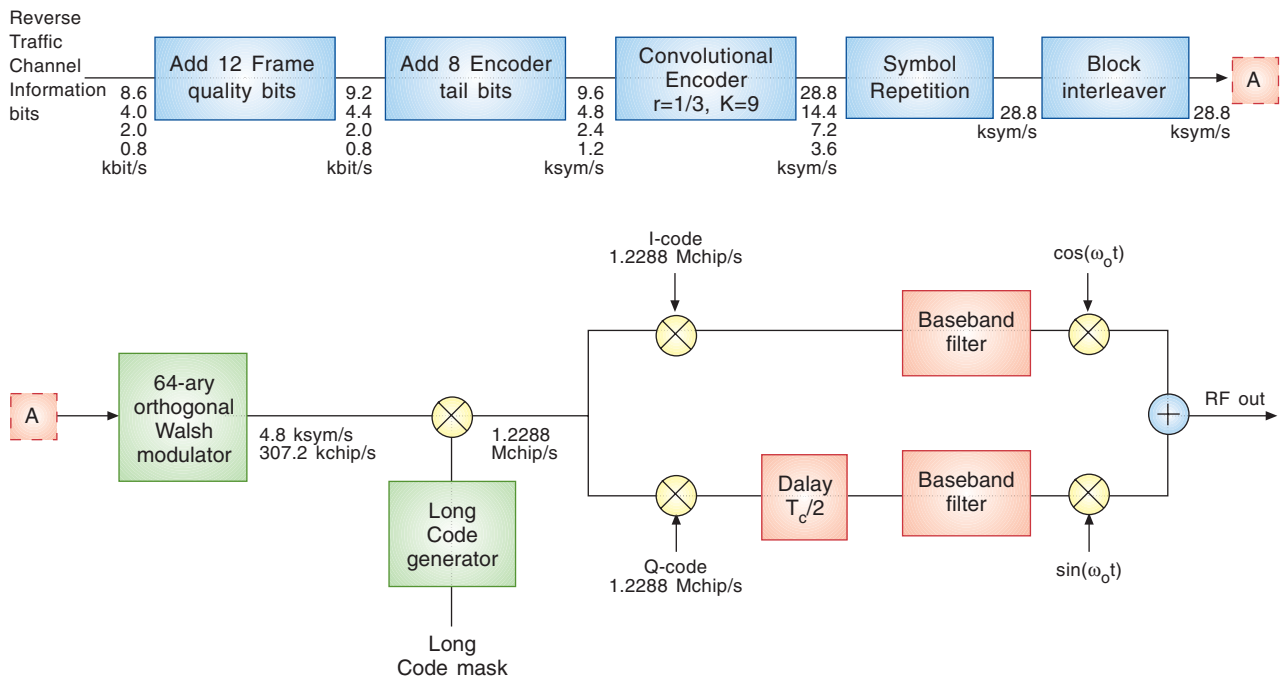 Reverse
Traffic
Channel
Information
bits
8.6
4.0
2.0
0.8
kbit/s
Add 12 Frame
quality bits
9.2
4.4
2.0
0.8
kbit/s
Add 8 Encoder
tail bits
9.6
4.8
2.4
1.2
ksym/s
Convolutional
Encoder
r=1/3, K=9
28.8
14.4
7.2
3.6
ksym/s
Symbol
Repetition
28.8
ksym/s
Block
interleaver
28.8
ksym/s
A
A
64-ary
orthogonal
Walsh
modulator
4.8 ksym/s
307.2 kchip/s
Long
Code
generator
Long
Code mask
1.2288
Mchip/s
I-code
1.2288 Mchip/s
Q-code
1.2288 Mchip/s
Dalay
T_c/2
Baseband
filter
Baseband
filter
cos(ω_o t)
sin(ω_o t)
RF out